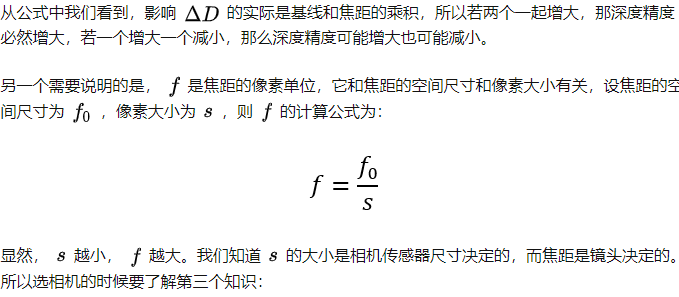 从公式中我们看到，影响 ΔD 的实际是基线和焦距的乘积，所以若两个一起增大，那深度精度
必然增大，若一个增大一个减小，那么深度精度可能增大也可能减小。
另一个需要说明的是， f 是焦距的像素单位，它和焦距的空间尺寸和像素大小有关，设焦距的空
间尺寸为 f₀ ，像素大小为 s ，则 f 的计算公式为：
f = f₀/s
显然， s 越小， f 越大。我们知道 s 的大小是相机传感器尺寸决定的，而焦距是镜头决定的。
所以选相机的时候要了解第三个知识：